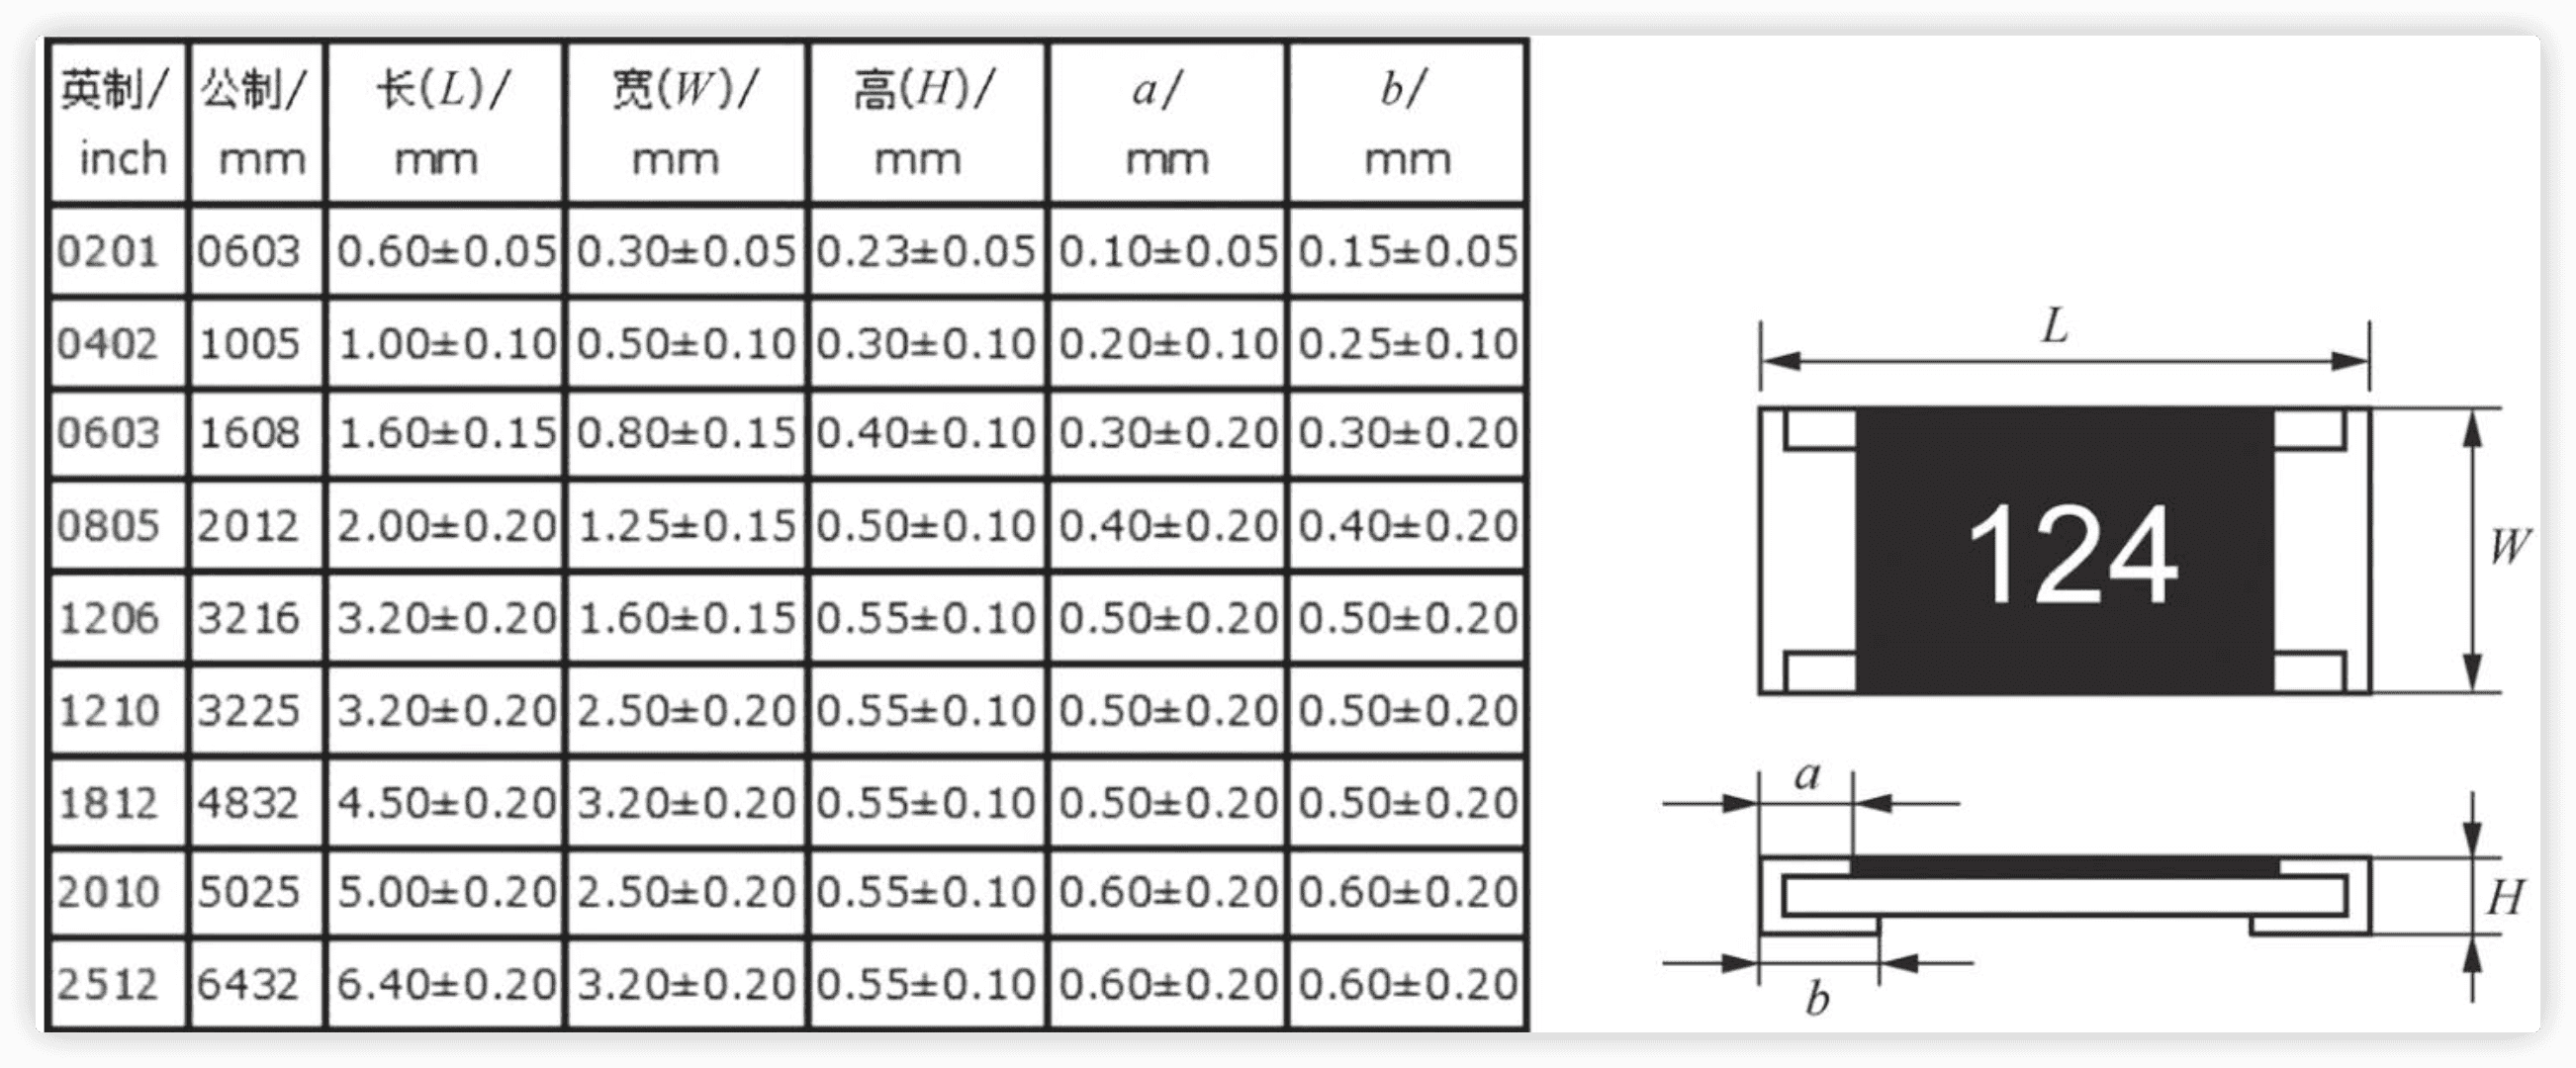 英制/ 公制/ 长(L)/ 宽(W)/ 高(H)/ a/ b/
inch mm mm mm mm mm mm
0201 0603 0.60±0.05 0.30±0.05 0.23±0.05 0.10±0.05 0.15±0.05
0402 1005 1.00±0.10 0.50±0.10 0.30±0.10 0.20±0.10 0.25±0.10
0603 1608 1.60±0.15 0.80±0.15 0.40±0.10 0.30±0.20 0.30±0.20
0805 2012 2.00±0.20 1.25±0.15 0.50±0.10 0.40±0.20 0.40±0.20
1206 3216 3.20±0.20 1.60±0.15 0.55±0.10 0.50±0.20 0.50±0.20
1210 3225 3.20±0.20 2.50±0.20 0.55±0.10 0.50±0.20 0.50±0.20
1812 4832 4.50±0.20 3.20±0.20 0.55±0.10 0.50±0.20 0.50±0.20
2010 5025 5.00±0.20 2.50±0.20 0.55±0.10 0.60±0.20 0.60±0.20
2512 6432 6.40±0.20 3.20±0.20 0.55±0.10 0.60±0.20 0.60±0.20
L
124
W
a
H
b